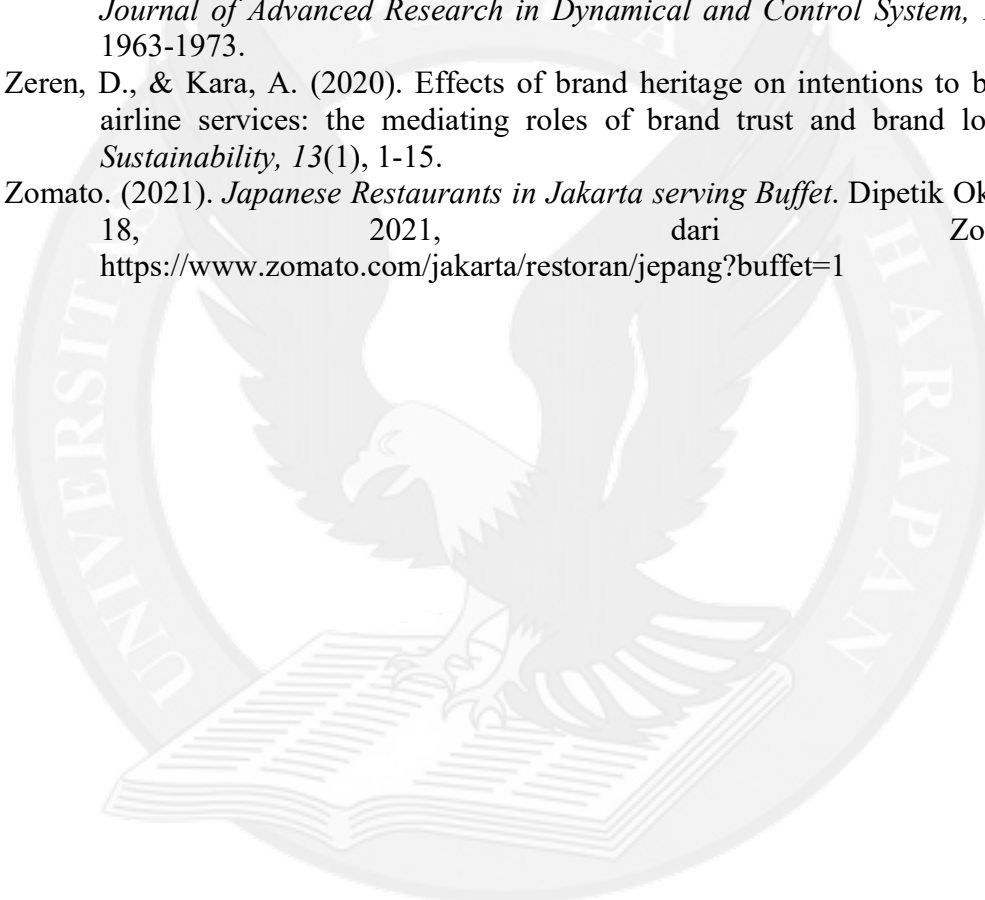 Journal of Advanced Research in Dynamical and Control System,
1963-1973.
Zeren, D., & Kara, A. (2020). Effects of brand heritage on intentions to b
airline services: the mediating roles of brand trust and brand lo
Sustainability, 13(1), 1-15.
Zomato. (2021). Japanese Restaurants in Jakarta serving Buffet. Dipetik Ok
18, 2021, dari Zo
https://www.zomato.com/jakarta/restoran/jepang?buffet=1
UNIVERSITAS PELITA HARAPAN